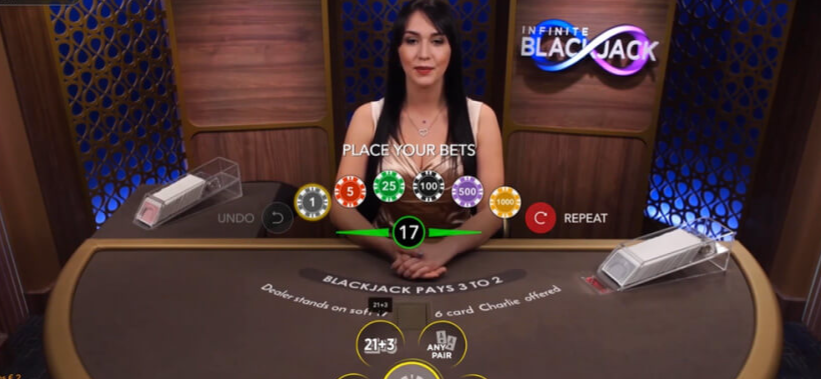 INFINITE
BLACKJACK
PLACE YOUR BETS
1
5
25
100
500
1000
UNDO
REPEAT
17
BLACKJACK PAYS 3 TO 2
Dealer stands on soft 17
6 card Charlie offered
21+3
21+3
ANY
PAIR